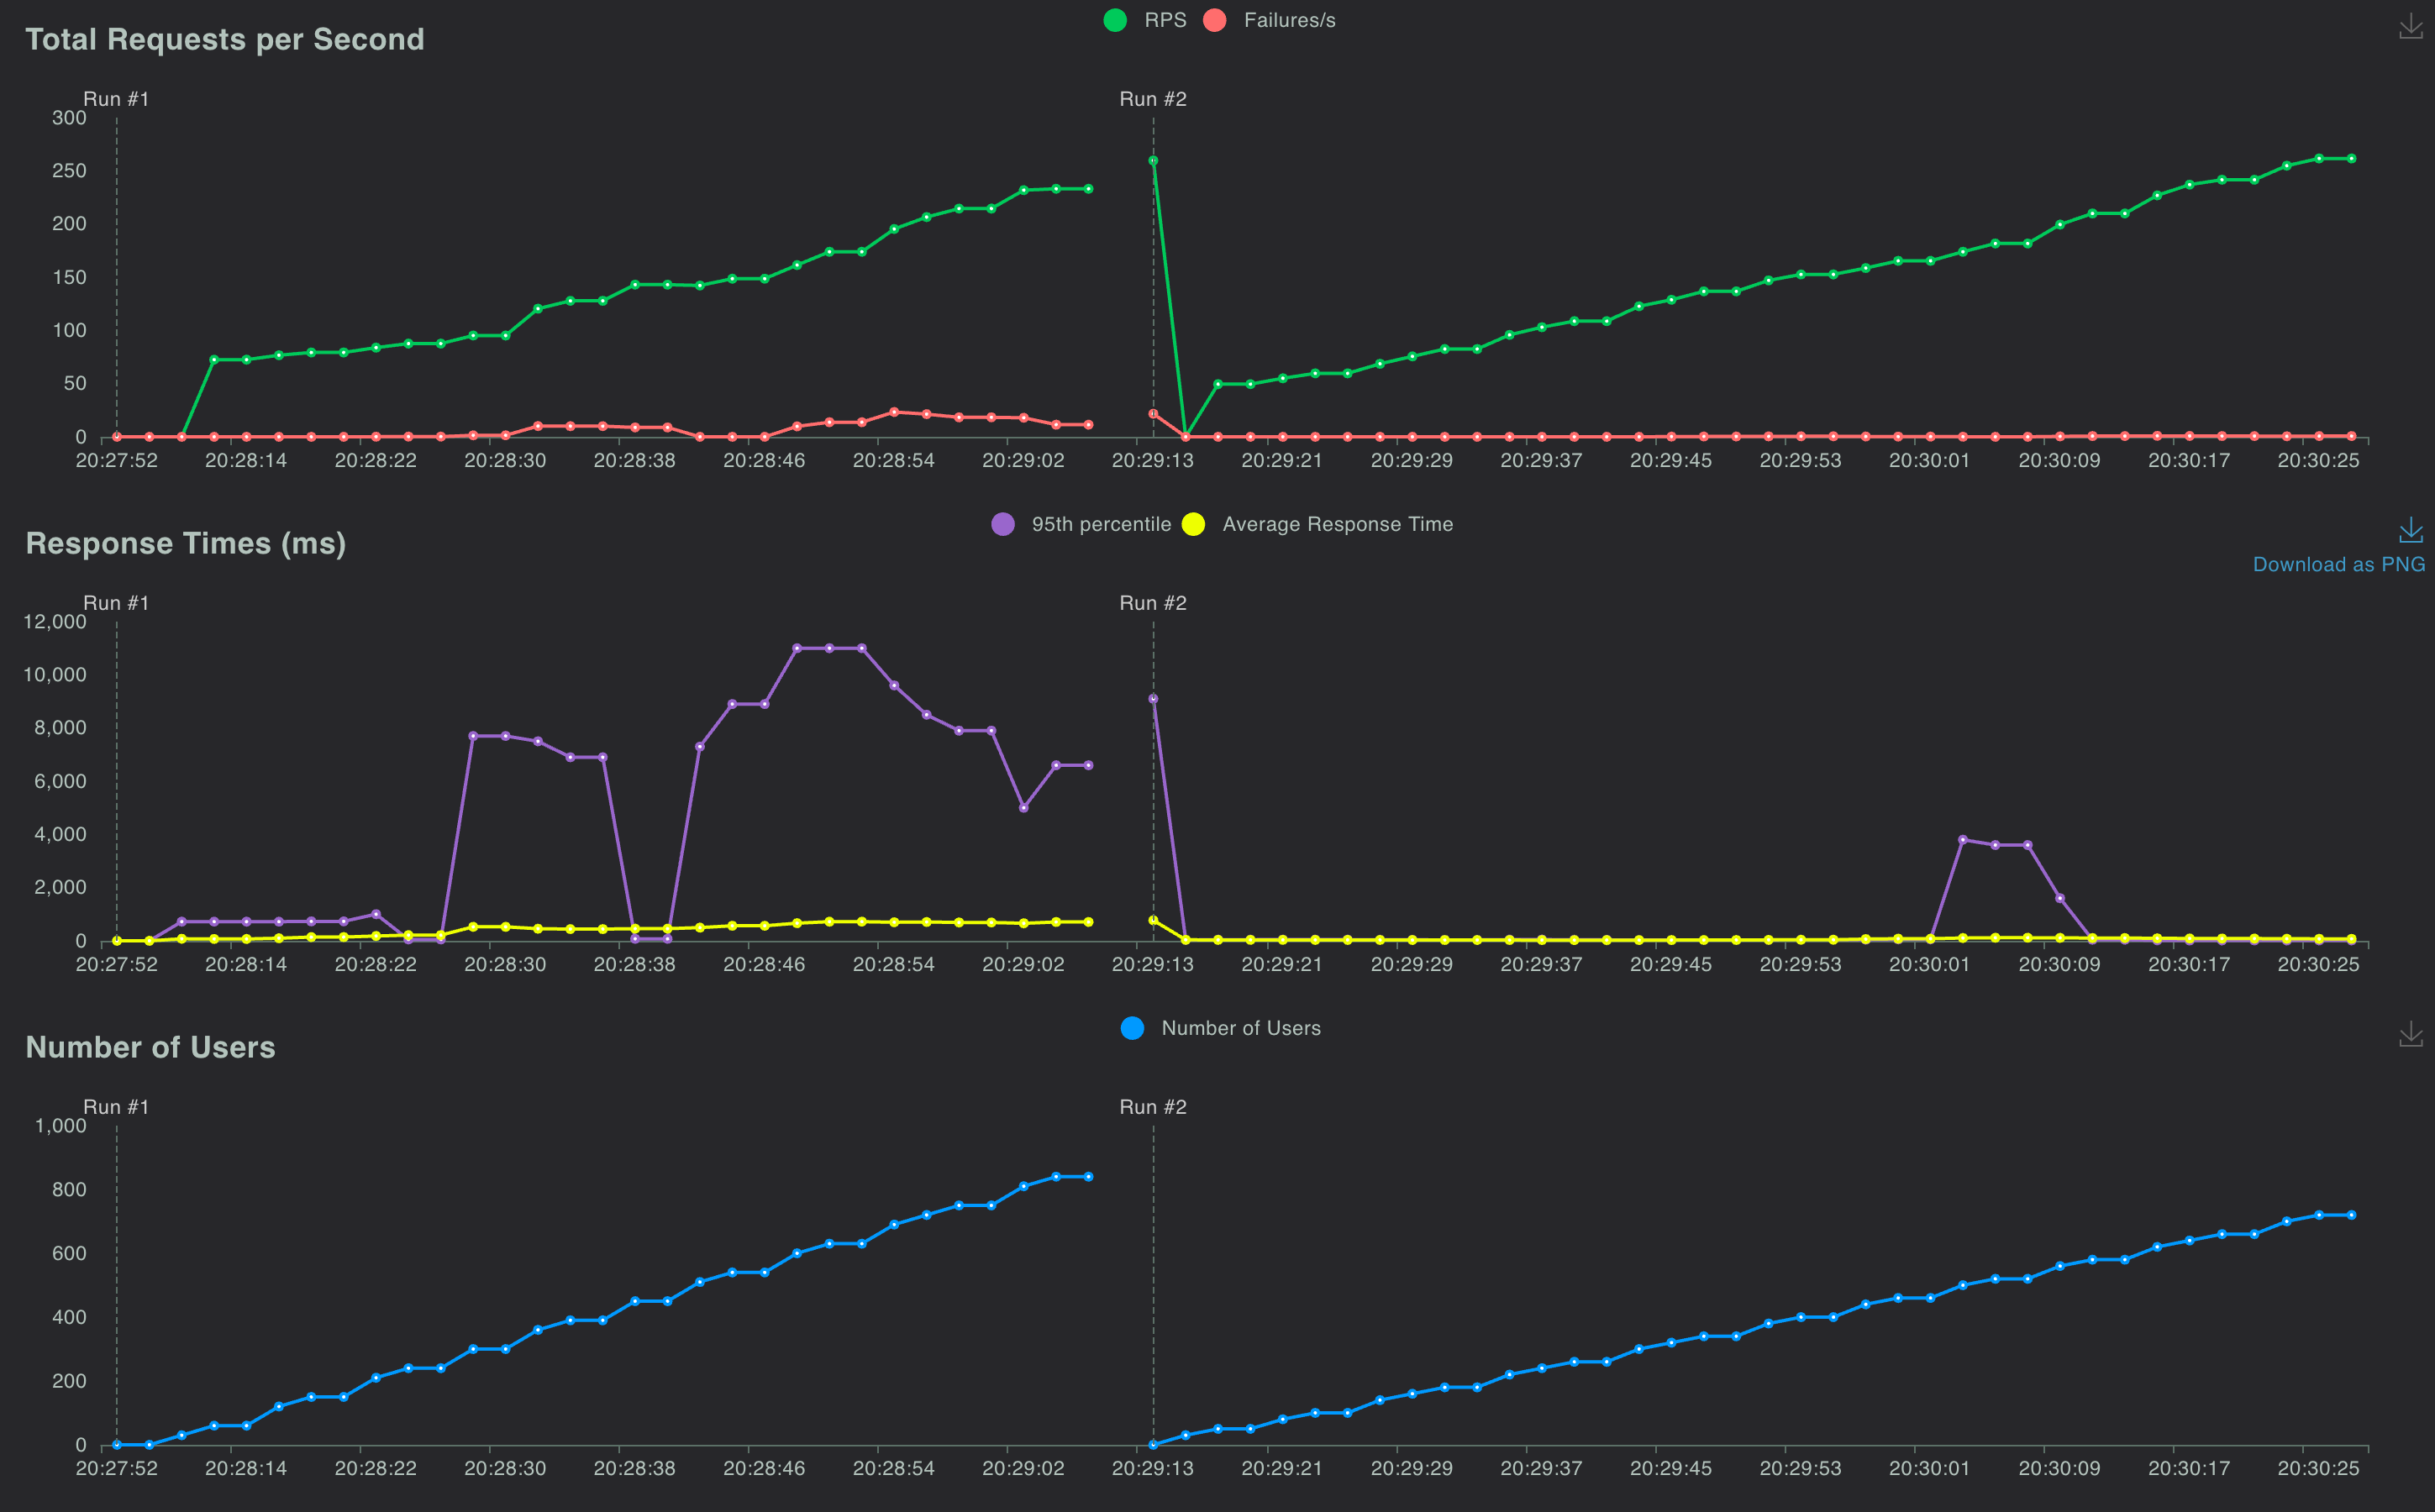 RPS Failures/s
Total Requests per Second
Run #1 Run #2
300
250
200
150
100
50
0
20:27:52 20:28:14 20:28:22 20:28:30 20:28:38 20:28:46 20:28:54 20:29:02 20:29:13 20:29:21 20:29:29 20:29:37 20:29:45 20:29:53 20:30:01 20:30:09 20:30:17 20:30:25
95th percentile Average Response Time
Response Times (ms)
Download as PNG
Run #1 Run #2
12,000
10,000
8,000
6,000
4,000
2,000
0
20:27:52 20:28:14 20:28:22 20:28:30 20:28:38 20:28:46 20:28:54 20:29:02 20:29:13 20:29:21 20:29:29 20:29:37 20:29:45 20:29:53 20:30:01 20:30:09 20:30:17 20:30:25
Number of Users
Number of Users
Run #1 Run #2
1,000
800
600
400
200
0
20:27:52 20:28:14 20:28:22 20:28:30 20:28:38 20:28:46 20:28:54 20:29:02 20:29:13 20:29:21 20:29:29 20:29:37 20:29:45 20:29:53 20:30:01 20:30:09 20:30:17 20:30:25